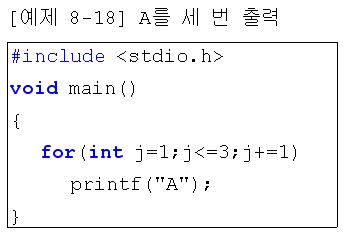 [예제 8-18] A를 세 번 출력
#include <stdio.h>
void main()
{
for(int j=1;j<=3;j+=1)
printf("A");
}